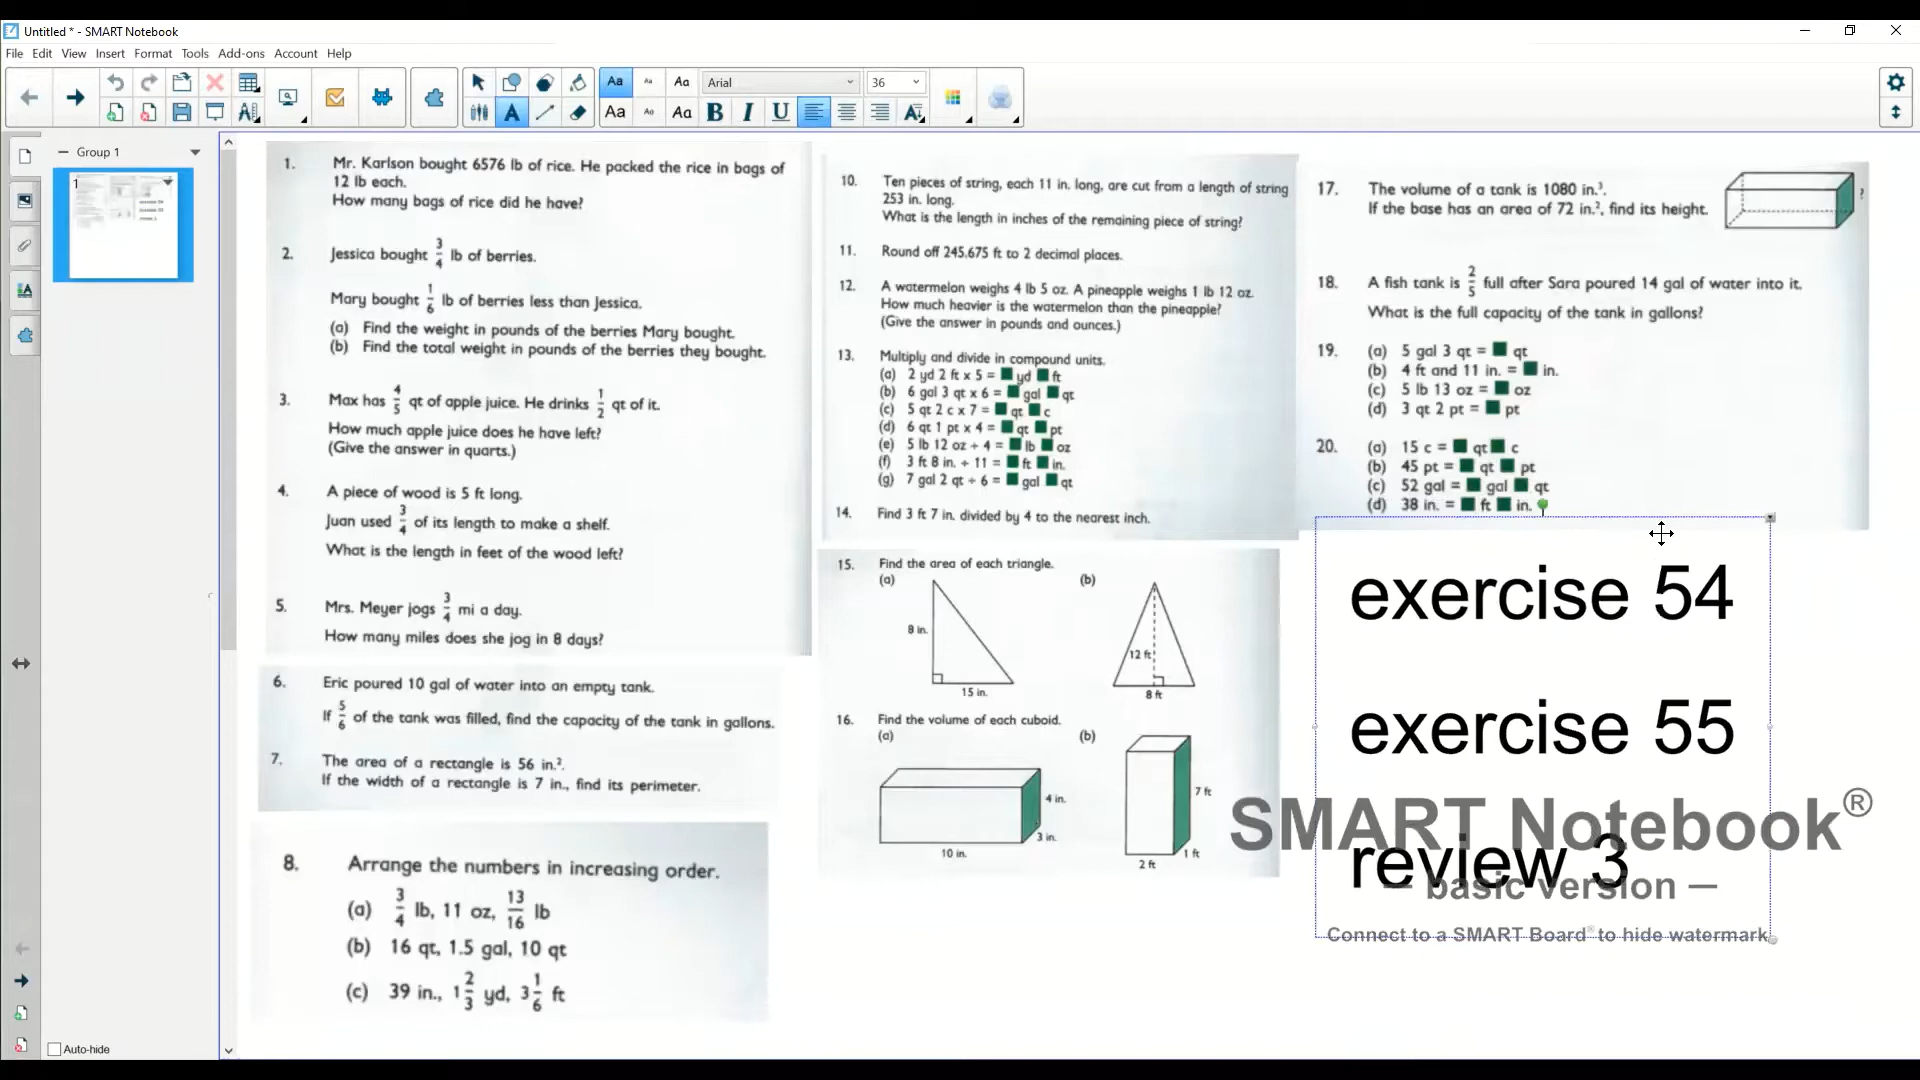 Untitled * - SMART Notebook
File Edit View Insert Format Tools Add-ons Account Help
Aa Aa Aa Arial 36
Aa Aa Aa B I U A
Group 1
1
Auto-hide
1. Mr. Karlson bought 6576 lb of rice. He packed the rice in bags of
12 lb each.
How many bags of rice did he have?
2. Jessica bought 3/4 lb of berries.
Mary bought 1/6 lb of berries less than Jessica.
(a) Find the weight in pounds of the berries Mary bought.
(b) Find the total weight in pounds of the berries they bought.
3. Max has 4/5 qt of apple juice. He drinks 1/2 qt of it.
How much apple juice does he have left?
(Give the answer in quarts.)
4. A piece of wood is 5 ft long.
Juan used 3/4 of its length to make a shelf.
What is the length in feet of the wood left?
5. Mrs. Meyer jogs 3/4 mi a day.
How many miles does she jog in 8 days?
6. Eric poured 10 gal of water into an empty tank.
If 5/6 of the tank was filled, find the capacity of the tank in gallons.
7. The area of a rectangle is 56 in.².
If the width of a rectangle is 7 in., find its perimeter.
8. Arrange the numbers in increasing order.
(a) 3/4 lb, 11 oz, 13/16 lb
(b) 16 qt, 1.5 gal, 10 qt
(c) 39 in., 1 2/3 yd, 3 1/6 ft
10. Ten pieces of string, each 11 in. long, are cut from a length of string
253 in. long.
What is the length in inches of the remaining piece of string?
11. Round off 245.675 ft to 2 decimal places.
12. A watermelon weighs 4 lb 5 oz. A pineapple weighs 1 lb 12 oz.
How much heavier is the watermelon than the pineapple?
(Give the answer in pounds and ounces.)
13. Multiply and divide in compound units.
(a) 2 yd 2 ft x 5 = ■ yd ■ ft
(b) 6 gal 3 qt x 6 = ■ gal ■ qt
(c) 5 qt 2 c x 7 = ■ qt ■ c
(d) 6 qt 1 pt x 4 = ■ qt ■ pt
(e) 5 lb 12 oz ÷ 4 = ■ lb ■ oz
(f) 3 ft 8 in. ÷ 11 = ■ ft ■ in.
(g) 7 gal 2 qt ÷ 6 = ■ gal ■ qt
14. Find 3 ft 7 in. divided by 4 to the nearest inch.
15. Find the area of each triangle.
(a) (b)
8 in.
15 in.
12 ft
8 ft
16. Find the volume of each cuboid.
(a) (b)
4 in.
3 in.
10 in.
7 ft
1 ft
2 ft
17. The volume of a tank is 1080 in.³.
If the base has an area of 72 in.², find its height.
?
18. A fish tank is 2/5 full after Sara poured 14 gal of water into it.
What is the full capacity of the tank in gallons?
19. (a) 5 gal 3 qt = ■ qt
(b) 4 ft and 11 in. = ■ in.
(c) 5 lb 13 oz = ■ oz
(d) 3 qt 2 pt = ■ pt
20. (a) 15 c = ■ qt ■ c
(b) 45 pt = ■ qt ■ pt
(c) 52 gal = ■ gal ■ qt
(d) 38 in. = ■ ft ■ in.
exercise 54
exercise 55
SMART Notebook®
review 3
— basic version —
Connect to a SMART Board® to hide watermark